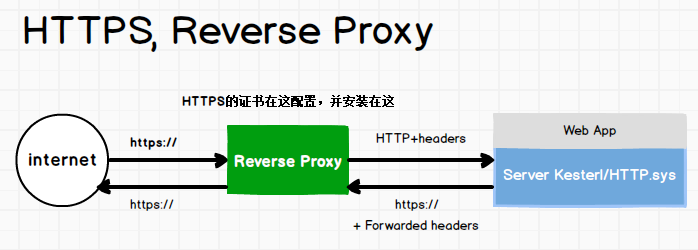 HTTPS, Reverse Proxy
HTTPS的证书在这配置，并安装在这
internet
https://
https://
Reverse Proxy
HTTP+headers
https://
+ Forwarded headers
Web App
Server Kesterl/HTTP.sys